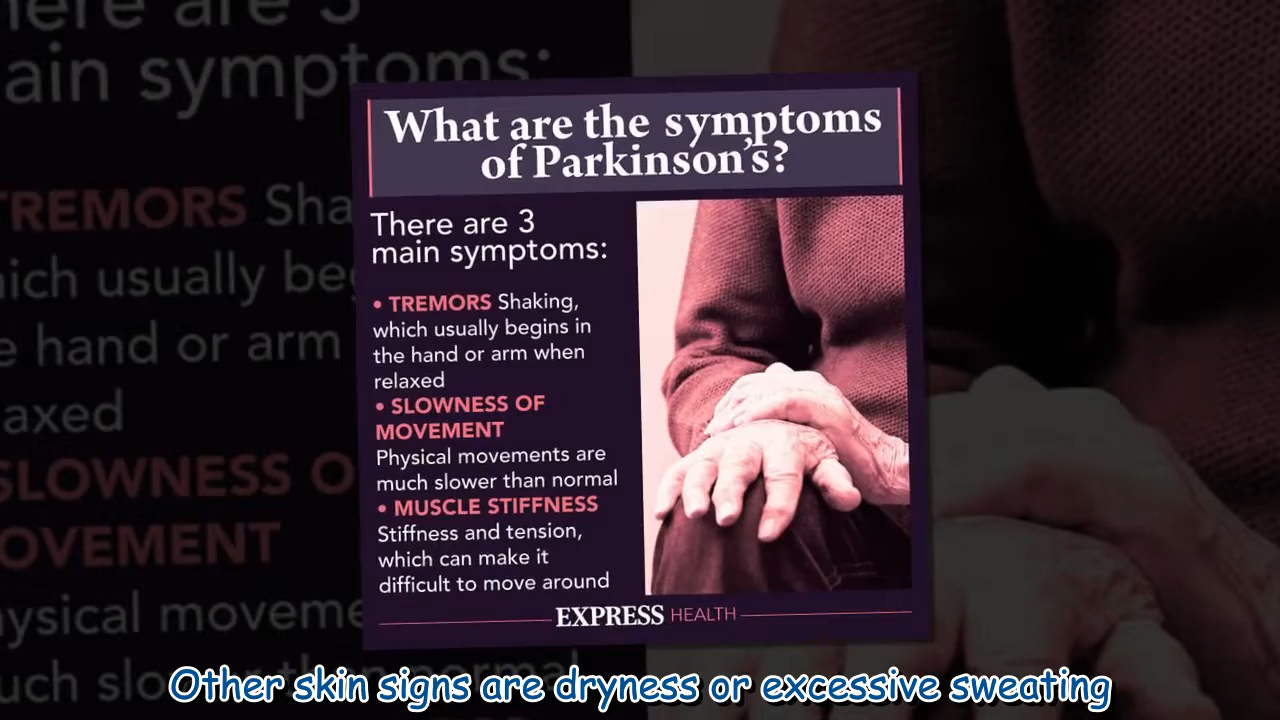 What are the symptoms
of Parkinson's?
There are 3
main symptoms:
• TREMORS Shaking,
which usually begins in
the hand or arm when
relaxed
• SLOWNESS OF
MOVEMENT
Physical movements are
much slower than normal
• MUSCLE STIFFNESS
Stiffness and tension,
which can make it
difficult to move around
EXPRESS HEALTH
Other skin signs are dryness or excessive sweating